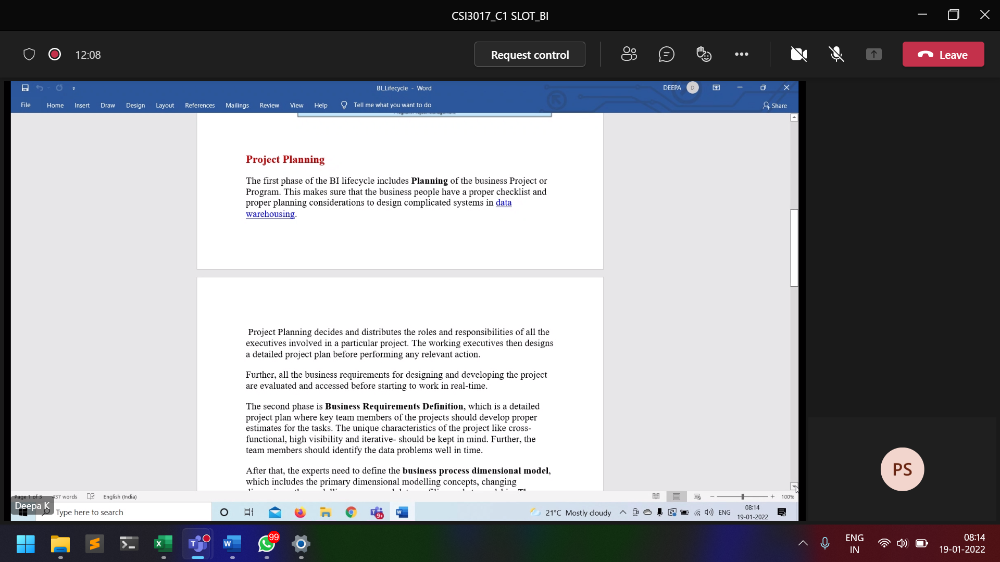 CSI3017_C1 SLOT_BI
12:08
Request control
Leave
BI_Lifecycle - Word
DEEPA
D
File Home Insert Draw Design Layout References Mailings Review View Help Tell me what you want to do
Share
Project Planning
The first phase of the BI lifecycle includes Planning of the business Project or
Program. This makes sure that the business people have a proper checklist and
proper planning considerations to design complicated systems in data
warehousing.
Project Planning decides and distributes the roles and responsibilities of all the
executives involved in a particular project. The working executives then designs
a detailed project plan before performing any relevant action.
Further, all the business requirements for designing and developing the project
are evaluated and accessed before starting to work in real-time.
The second phase is Business Requirements Definition, which is a detailed
project plan where key team members of the projects should develop proper
estimates for the tasks. The unique characteristics of the project like cross-
functional, high visibility and iterative- should be kept in mind. Further, the
team members should identify the data problems well in time.
After that, the experts need to define the business process dimensional model,
which includes the primary dimensional modelling concepts, changing
PS
Page 1 of 3 437 words English (India)
100%
Deepa K
Type here to search
9+
21°C Mostly cloudy
ENG
08:14
19-01-2022
99
ENG
IN
08:14
19-01-2022